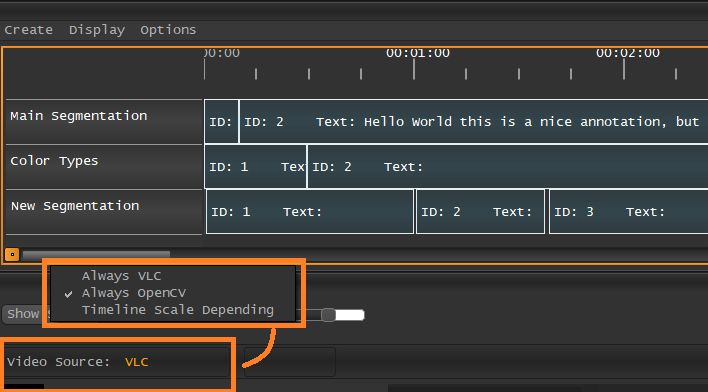 Create Display Options
00:00 00:01:00 00:02:00
Main Segmentation ID: ID: 2 Text: Hello World this is a nice annotation, but
Color Types ID: 1 Tex ID: 2 Text:
New Segmentation ID: 1 Text: ID: 2 Text: ID: 3 Text:
Always VLC
✓ Always OpenCV
Timeline Scale Depending
Show
Video Source: VLC